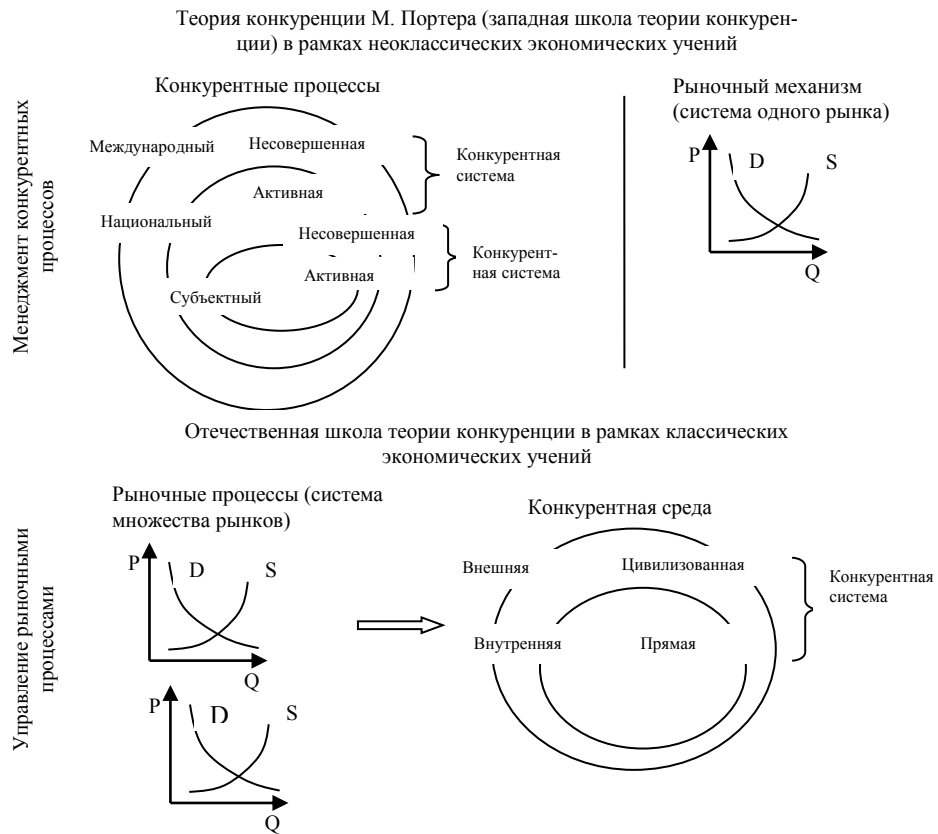 Теория конкуренции М. Портера (западная школа теории конкурен-
ции) в рамках неоклассических экономических учений
Менеджмент конкурентных
процессов
Конкурентные процессы
Международный
Несовершенная
Активная
Национальный
Несовершенная
Активная
Субъектный
Конкурентная
система
Конкурент-
ная система
Рыночный механизм
(система одного рынка)
P
D
S
Q
Отечественная школа теории конкуренции в рамках классических
экономических учений
Управление рыночными
процессами
Рыночные процессы (система
множества рынков)
P
D
S
Q
P
D
S
Q
Конкурентная среда
Внешняя
Цивилизованная
Внутренняя
Прямая
Конкурентная
система